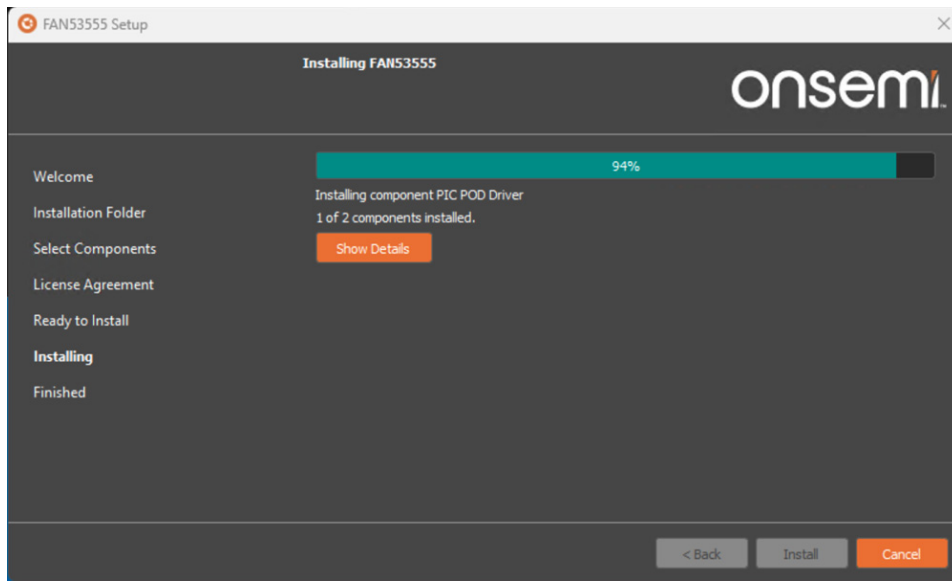 FAN53555 Setup
Installing FAN53555
onsemi™
94%
Installing component PIC POD Driver
1 of 2 components installed.
Show Details
Welcome
Installation Folder
Select Components
License Agreement
Ready to Install
Installing
Finished
< Back
Install
Cancel